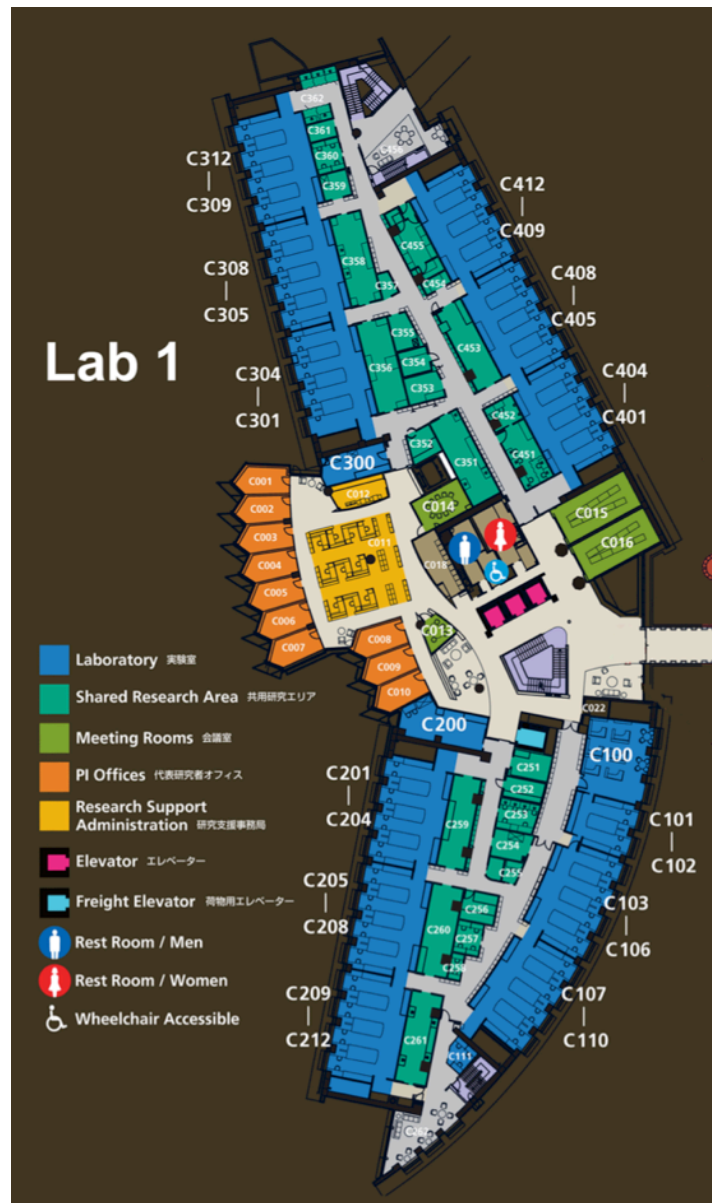 C362
C361
C360
C359
C456
C312
|
C309
C412
|
C409
C455
C358
C454
C357
C308
|
C305
C408
|
C405
C355
C453
C354
C356
C353
Lab 1
C304
|
C301
C404
|
C401
C452
C352
C451
C351
C300
C012
C014
C015
C016
C001
C002
C003
C004
C005
C006
C007
C011
C018
C013
C008
C009
C010
C022
C200
C100
Laboratory 実験室
Shared Research Area 共用研究エリア
Meeting Rooms 会議室
PI Offices 代表研究者オフィス
Research Support
Administration 研究支援事務局
Elevator エレベーター
Freight Elevator 荷物用エレベーター
Rest Room / Men
Rest Room / Women
Wheelchair Accessible
C251
C252
C253
C254
C255
C259
C201
|
C204
C101
|
C102
C205
|
C208
C256
C260
C257
C258
C103
|
C106
C209
|
C212
C107
|
C110
C261
C111
C262